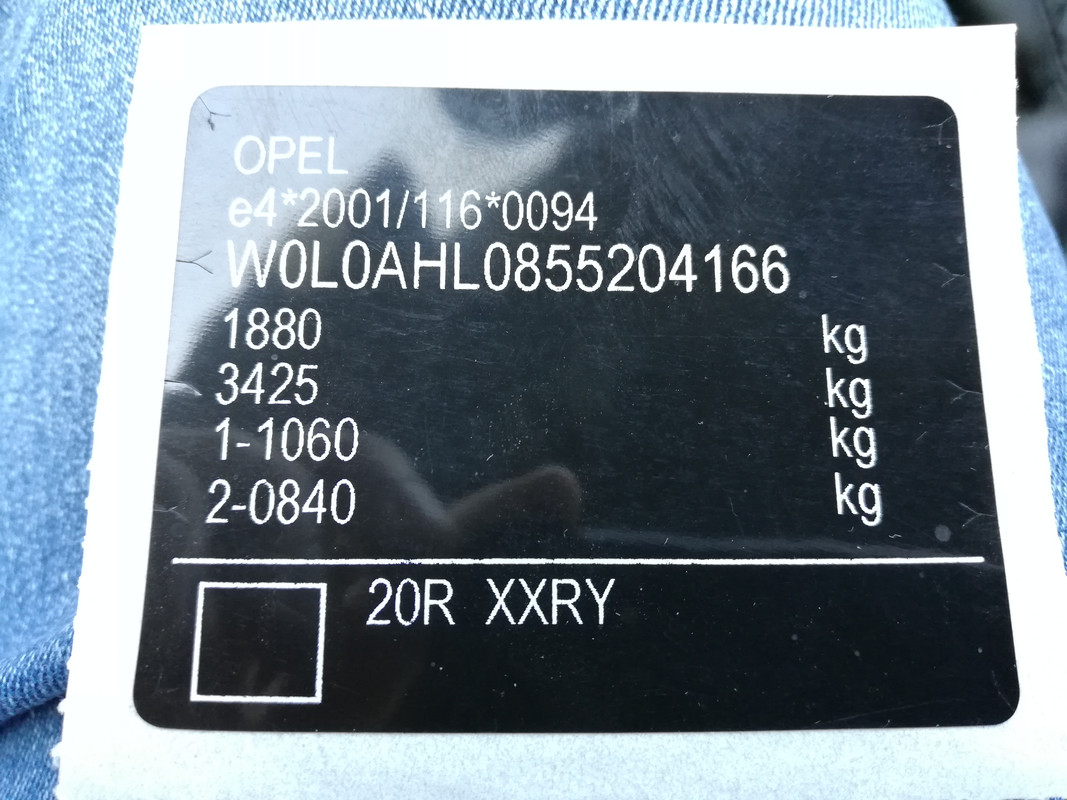 OPEL
e4*2001/116*0094
W0L0AHL0855204166
1880 kg
3425 kg
1-1060 kg
2-0840 kg
20R XXRY